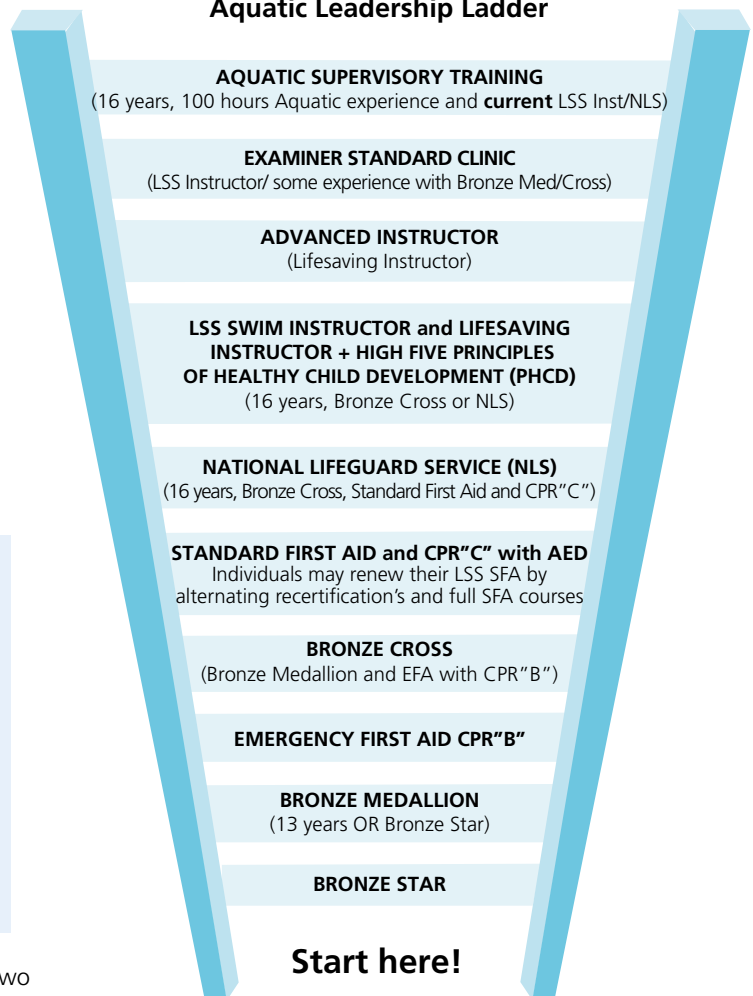 Aquatic Leadership Ladder
AQUATIC SUPERVISORY TRAINING
(16 years, 100 hours Aquatic experience and current LSS Inst/NLS)
EXAMINER STANDARD CLINIC
(LSS Instructor/ some experience with Bronze Med/Cross)
ADVANCED INSTRUCTOR
(Lifesaving Instructor)
LSS SWIM INSTRUCTOR and LIFESAVING
INSTRUCTOR + HIGH FIVE PRINCIPLES
OF HEALTHY CHILD DEVELOPMENT (PHCD)
(16 years, Bronze Cross or NLS)
NATIONAL LIFEGUARD SERVICE (NLS)
(16 years, Bronze Cross, Standard First Aid and CPR"C")
STANDARD FIRST AID and CPR"C" with AED
Individuals may renew their LSS SFA by
alternating recertification's and full SFA courses
BRONZE CROSS
(Bronze Medallion and EFA with CPR"B")
EMERGENCY FIRST AID CPR"B"
BRONZE MEDALLION
(13 years OR Bronze Star)
BRONZE STAR
Start here!